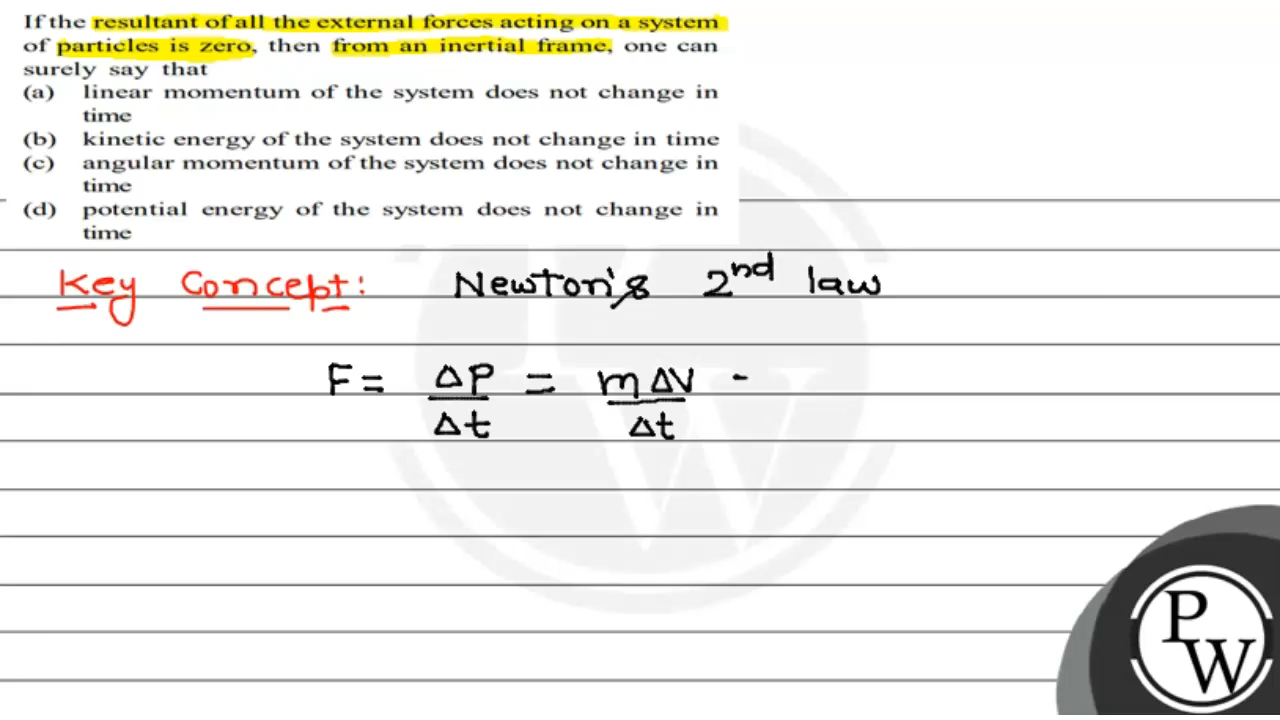 If the resultant of all the external forces acting on a system
of particles is zero, then from an inertial frame, one can
surely say that
(a) linear momentum of the system does not change in
time
(b) kinetic energy of the system does not change in time
(c) angular momentum of the system does not change in
time
(d) potential energy of the system does not change in
time
Key Concept: Newton's 2nd law
F = ΔP/Δt = mΔV/Δt -
PW